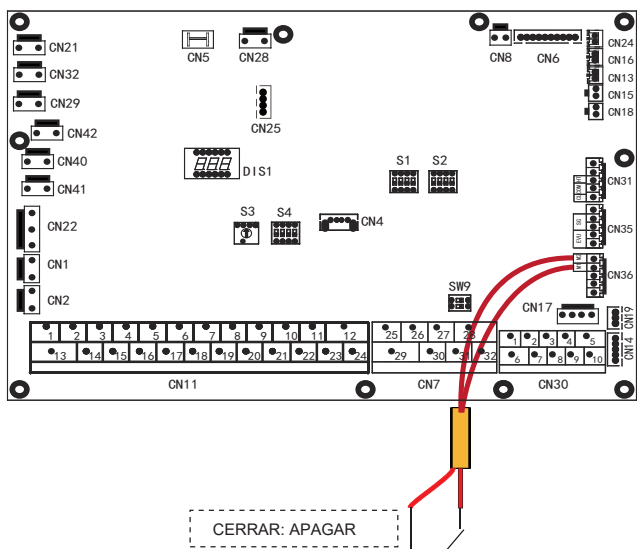 CN21
CN32
CN29
CN42
CN40
CN41
CN22
CN1
CN2
CN5
CN28
CN25
DIS1
S1 S2
S3 S4
CN4
SW9
CN8
CN6
CN24
CN16
CN13
CN15
CN18
CN31
CN35
SG
EVU
M1 M2
CN36
CN17
CN19
CN14
1 2 3 4 5 6 7 8 9 10 11 12
13 14 15 16 17 18 19 20 21 22 23 24
CN11
25 26 27 28
29 30 31 32
CN7
1 2 3 4 5
6 7 8 9 10
CN30
CERRAR: APAGAR